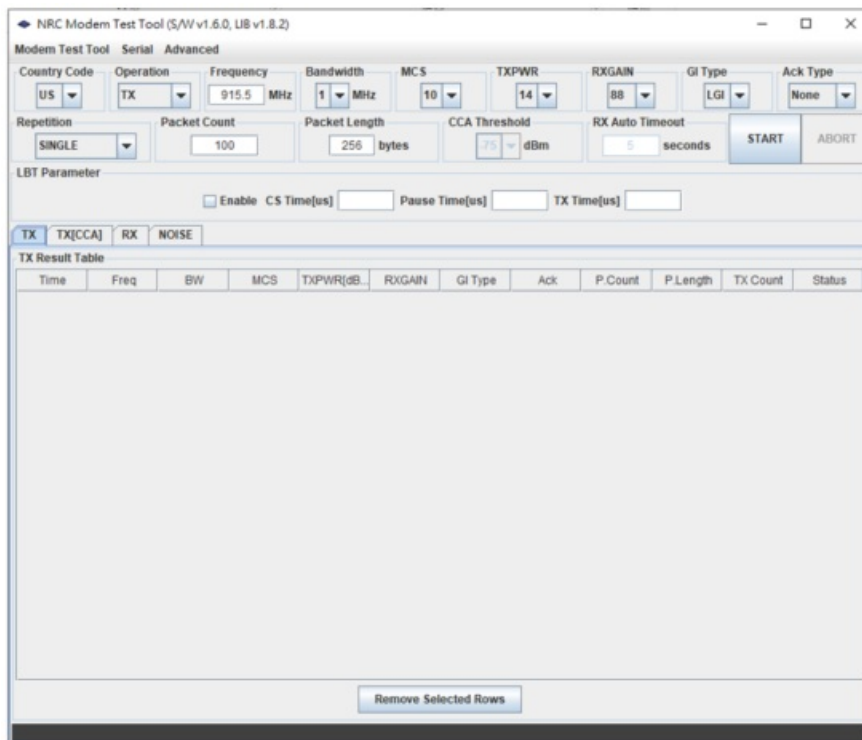 NRC Modem Test Tool (S/W v1.6.0, LIB v1.8.2)
Modem Test Tool Serial Advanced
Country Code Operation Frequency Bandwidth MCS TXPWR RXGAIN GI Type Ack Type
US TX 915.5 MHz 1 MHz 10 14 88 LGI None
Repetition Packet Count Packet Length CCA Threshold RX Auto Timeout
SINGLE 100 256 bytes -75 dBm 5 seconds START ABORT
LBT Parameter
Enable CS Time[us] Pause Time[us] TX Time[us]
TX TX[CCA] RX NOISE
TX Result Table
Time Freq BW MCS TXPWR[dB... RXGAIN GI Type Ack P.Count P.Length TX Count Status
Remove Selected Rows